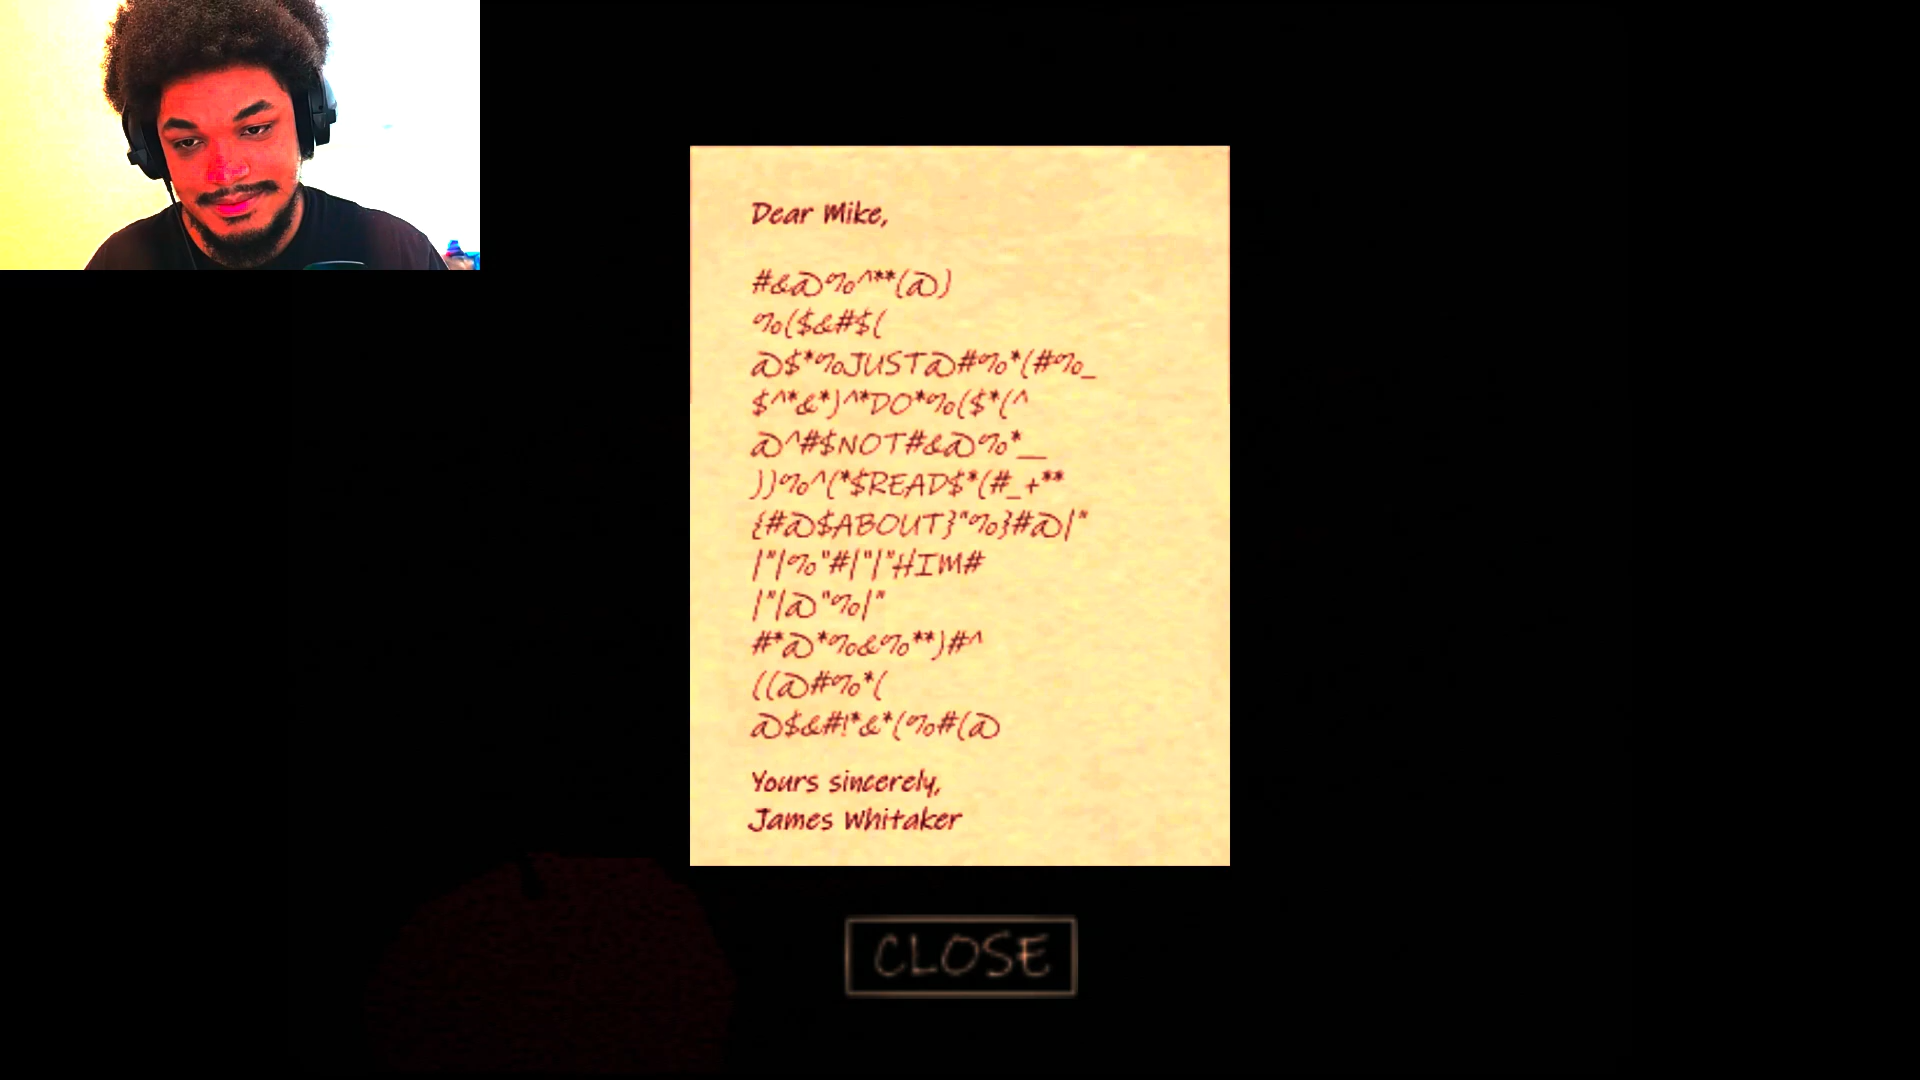 Dear Mike,
#&@%^**(@)
%($&#$(
@$*%JUST@#%*(#%_
$^*&*)^*DO*%($*(^
@^#$NOT#&@%*__
))%^(*$READ$*(#_+**
{#@$ABOUT}"%}#@|"
|"|%"#|"|"HIM#
|"|@"%|"
#*@*%&%**)#^
((@#%*(
@$&#!*&*(%#(@
Yours sincerely,
James Whitaker
CLOSE